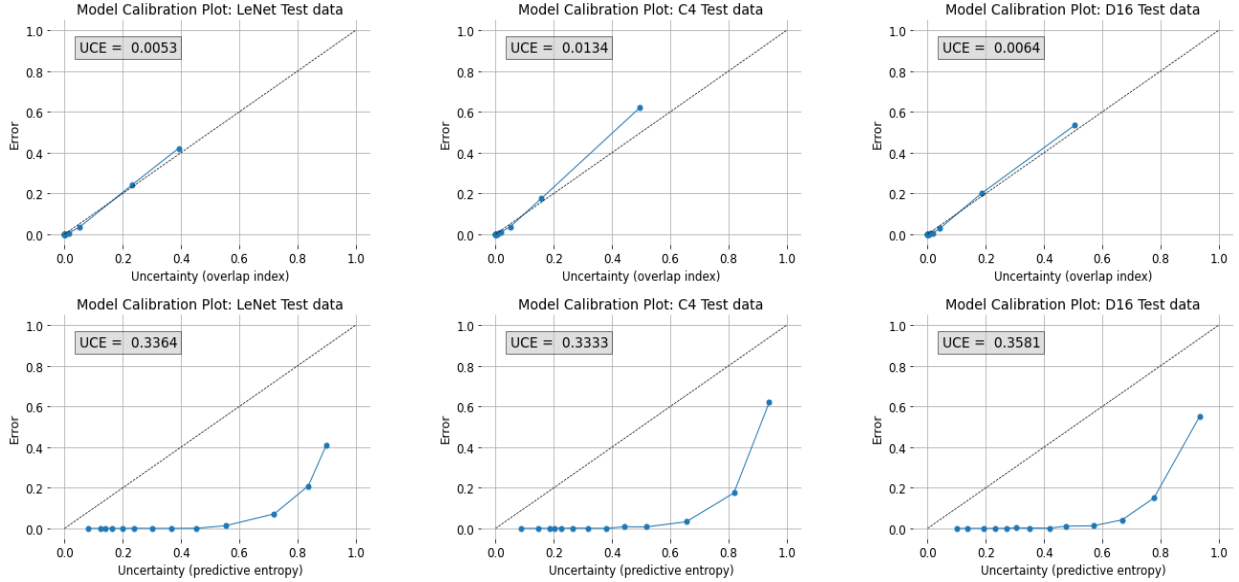 Model Calibration Plot: LeNet Test data
1.0
UCE = 0.0053
0.8
0.6
Error
0.4
0.2
0.0
0.0 0.2 0.4 0.6 0.8 1.0
Uncertainty (overlap index)
Model Calibration Plot: C4 Test data
1.0
UCE = 0.0134
0.8
0.6
Error
0.4
0.2
0.0
0.0 0.2 0.4 0.6 0.8 1.0
Uncertainty (overlap index)
Model Calibration Plot: D16 Test data
1.0
UCE = 0.0064
0.8
0.6
Error
0.4
0.2
0.0
0.0 0.2 0.4 0.6 0.8 1.0
Uncertainty (overlap index)
Model Calibration Plot: LeNet Test data
1.0
UCE = 0.3364
0.8
0.6
Error
0.4
0.2
0.0
0.0 0.2 0.4 0.6 0.8 1.0
Uncertainty (predictive entropy)
Model Calibration Plot: C4 Test data
1.0
UCE = 0.3333
0.8
0.6
Error
0.4
0.2
0.0
0.0 0.2 0.4 0.6 0.8 1.0
Uncertainty (predictive entropy)
Model Calibration Plot: D16 Test data
1.0
UCE = 0.3581
0.8
0.6
Error
0.4
0.2
0.0
0.0 0.2 0.4 0.6 0.8 1.0
Uncertainty (predictive entropy)